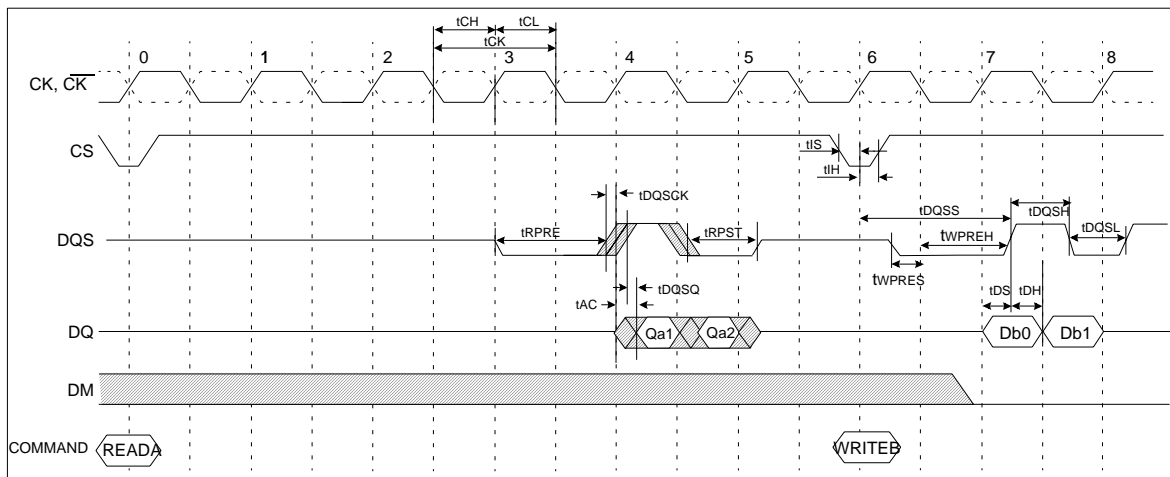 tCH tCL
tCK
0 1 2 3 4 5 6 7 8
CK, CK
CS
tIS
tIH
tDQSCK
tDQSS tDQSH
DQS tRPRE tRPST tDQSL
tWPREH
tWPRES
tDQSQ
tAC tDS tDH
DQ Qa1 Qa2 Db0 Db1
DM
COMMAND READA WRITEB